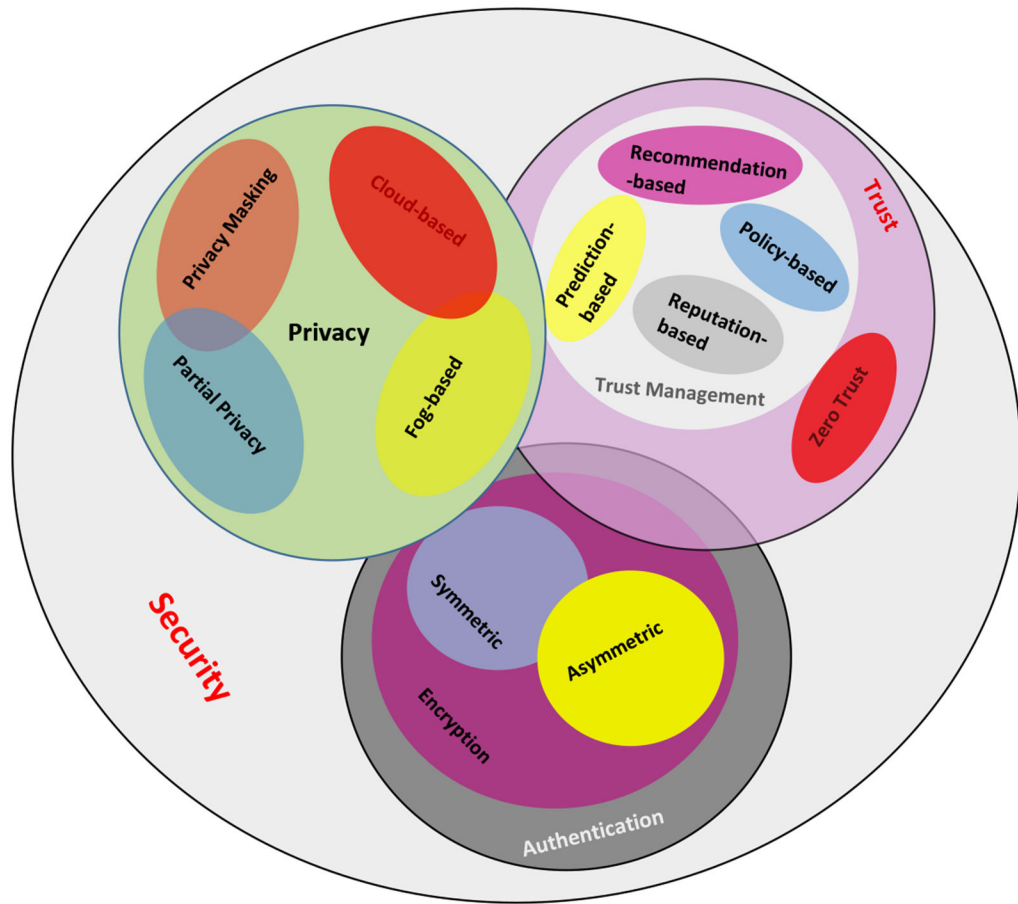 Privacy Masking
Cloud-based
Privacy
Partial Privacy
Fog-based
Recommendation
-based
Trust
Policy-based
Prediction-
based
Reputation-
based
Trust Management
Zero Trust
Security
Symmetric
Asymmetric
Encryption
Authentication